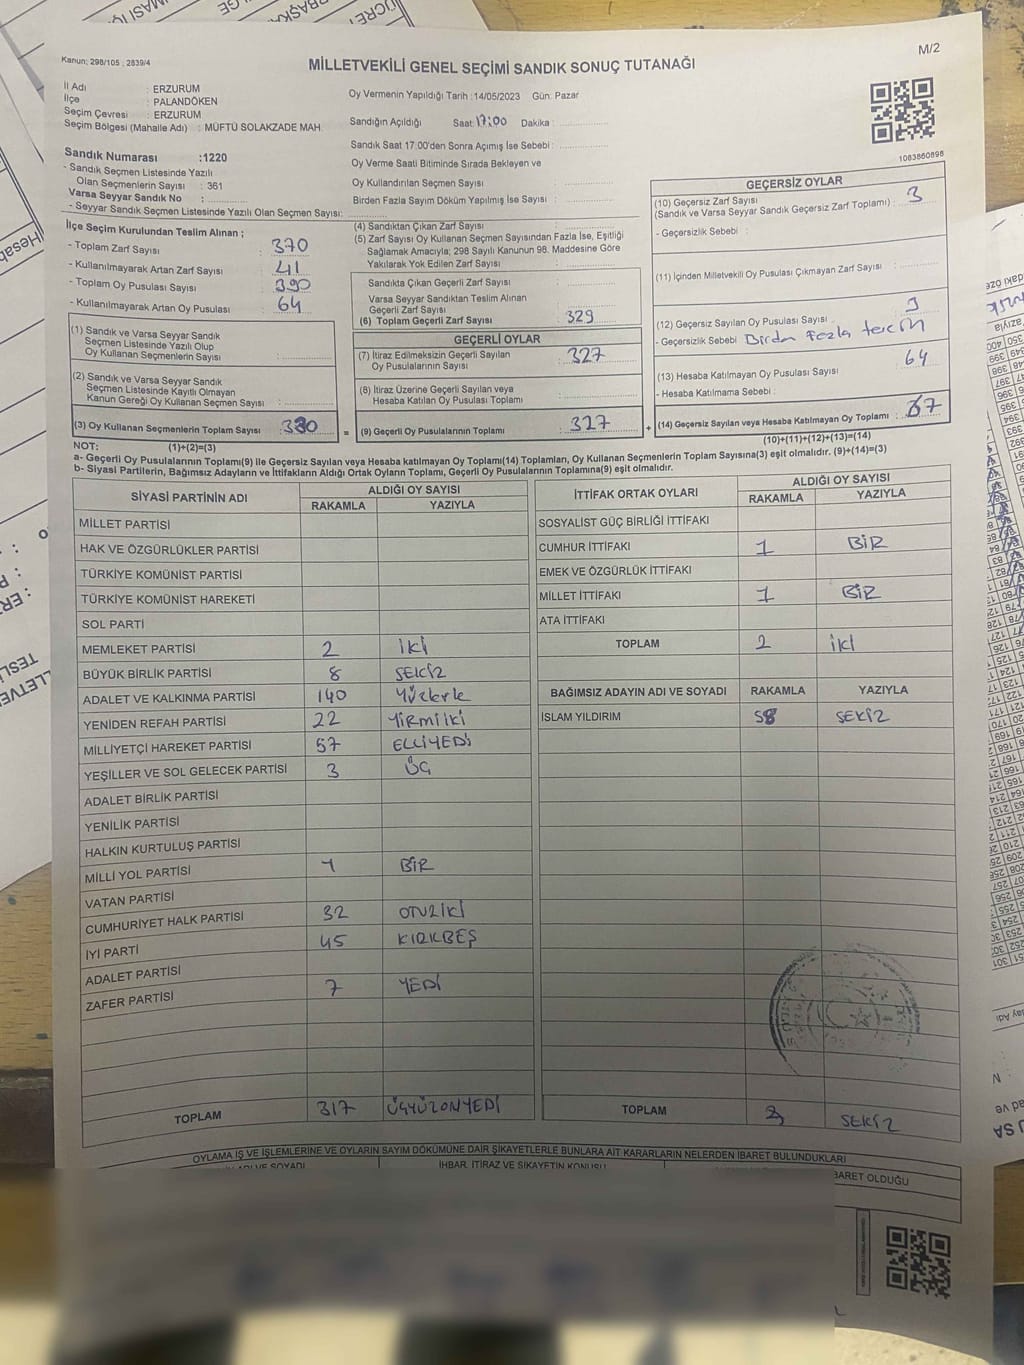 M/2
Kanun: 298/105 , 2839/4
MİLLETVEKİLİ GENEL SEÇİMİ SANDIK SONUÇ TUTANAĞI
İl Adı : ERZURUM
İlçe : PALANDÖKEN
Seçim Çevresi : ERZURUM
Seçim Bölgesi (Mahalle Adı) : MÜFTÜ SOLAKZADE MAH.
Oy Vermenin Yapıldığı Tarih :14/05/2023 Gün: Pazar
Sandığın Açıldığı Saat: 17:00 Dakika :
Sandık Saat 17:00'den Sonra Açımış İse Sebebi :
Oy Verme Saati Bitiminde Sırada Bekleyen ve
Oy Kullandırılan Seçmen Sayısı :
Birden Fazla Sayım Döküm Yapılmış İse Sayısı :
1083860898
Sandık Numarası :1220
- Sandık Seçmen Listesinde Yazılı
Olan Seçmenlerin Sayısı : 361
Varsa Seyyar Sandık No :
- Seyyar Sandık Seçmen Listesinde Yazılı Olan Seçmen Sayısı:
İlçe Seçim Kurulundan Teslim Alınan ;
- Toplam Zarf Sayısı : 370
- Kullanılmayarak Artan Zarf Sayısı : 41
- Toplam Oy Pusulası Sayısı : 390
- Kullanılmayarak Artan Oy Pusulası : 64
(1) Sandık ve Varsa Seyyar Sandık
Seçmen Listesinde Yazılı Olup
Oy Kullanan Seçmenlerin Sayısı :
(2) Sandık ve Varsa Seyyar Sandık
Seçmen Listesinde Kayıtlı Olmayan
Kanun Gereği Oy Kullanan Seçmen Sayısı :
(3) Oy Kullanan Seçmenlerin Toplam Sayısı :
(4) Sandıktan Çıkan Zarf Sayısı :
(5) Zarf Sayısı Oy Kullanan Seçmen Sayısından Fazla İse, Eşitliği
Sağlamak Amacıyla; 298 Sayılı Kanunun 98. Maddesine Göre
Yakılarak Yok Edilen Zarf Sayısı :
Sandıkta Çıkan Geçerli Zarf Sayısı :
Varsa Seyyar Sandıktan Teslim Alınan
Geçerli Zarf Sayısı :
(6) Toplam Geçerli Zarf Sayısı : 329
GEÇERLİ OYLAR
(7) İtiraz Edilmeksizin Geçerli Sayılan
Oy Pusulalarının Sayısı : 327
(8) İtiraz Üzerine Geçerli Sayılan veya
Hesaba Katılan Oy Pusulası Toplamı :
= (9) Geçerli Oy Pusulalarının Toplamı : 327 +
GEÇERSİZ OYLAR
(10) Geçersiz Zarf Sayısı : 3
(Sandık ve Varsa Seyyar Sandık Geçersiz Zarf Toplamı)
- Geçersizlik Sebebi :
(11) İçinden Milletvekili Oy Pusulası Çıkmayan Zarf Sayısı :
(12) Geçersiz Sayılan Oy Pusulası Sayısı :
- Geçersizlik Sebebi : Birden fazla tercih
(13) Hesaba Katılmayan Oy Pusulası Sayısı : 64
- Hesaba Katılmama Sebebi :
(14) Geçersiz Sayılan veya Hesaba Katılmayan Oy Toplamı : 67
NOT: (1)+(2)=(3)
(10)+(11)+(12)+(13)=(14)
a- Geçerli Oy Pusulalarının Toplamı(9) ile Geçersiz Sayılan veya Hesaba Katılmayan Oy Toplamı(14) Toplamları, Oy Kullanan Seçmenlerin Toplam Sayısına(3) eşit olmalıdır. (9)+(14)=(3)
b- Siyasi Partilerin, Bağımsız Adayların ve İttifakların Aldığı Ortak Oyların Toplamı, Geçerli Oy Pusulalarının Toplamına(9) eşit olmalıdır.
SİYASİ PARTİNİN ADI ALDIĞI OY SAYISI
RAKAMLA YAZIYLA
MİLLET PARTİSİ
HAK VE ÖZGÜRLÜKLER PARTİSİ
TÜRKİYE KOMÜNİST PARTİSİ
TÜRKİYE KOMÜNİST HAREKETİ
SOL PARTİ
MEMLEKET PARTİSİ 2 İKİ
BÜYÜK BİRLİK PARTİSİ 8 SEKİZ
ADALET VE KALKINMA PARTİSİ 140
YENİDEN REFAH PARTİSİ 22 YİRMİİKİ
MİLLİYETÇİ HAREKET PARTİSİ 57 ELLİYEDİ
YEŞİLLER VE SOL GELECEK PARTİSİ 3 ÜÇ
ADALET BİRLİK PARTİSİ
YENİLİK PARTİSİ
HALKIN KURTULUŞ PARTİSİ
MİLLİ YOL PARTİSİ 1 BİR
VATAN PARTİSİ
CUMHURİYET HALK PARTİSİ 32 OTUZİKİ
İYİ PARTİ 45 KIRKBEŞ
ADALET PARTİSİ
ZAFER PARTİSİ 7 YEDİ
TOPLAM 317 ÜÇYÜZONYEDİ
İTTİFAK ORTAK OYLARI ALDIĞI OY SAYISI
RAKAMLA YAZIYLA
SOSYALİST GÜÇ BİRLİĞİ İTTİFAKI
CUMHUR İTTİFAKI 1 BİR
EMEK VE ÖZGÜRLÜK İTTİFAKI
MİLLET İTTİFAKI 1 BİR
ATA İTTİFAKI
TOPLAM 2 İKİ
BAĞIMSIZ ADAYIN ADI VE SOYADI RAKAMLA YAZIYLA
İSLAM YILDIRIM SEKİZ
TOPLAM SEKİZ
OYLAMA İŞ VE İŞLEMLERİNE VE OYLARIN SAYIM DÖKÜMÜNE DAİR ŞİKAYETLERLE BUNLARA AİT KARARLARIN NELERDEN İBARET BULUNDUKLARI
İHBAR, İTİRAZ VE ŞİKAYETİN KONUSU